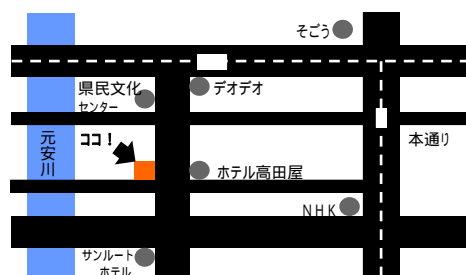 そごう
県民文化
センター
デオデオ
元安川
ココ！
本通り
ホテル高田屋
NHK
サンルート
ホテル